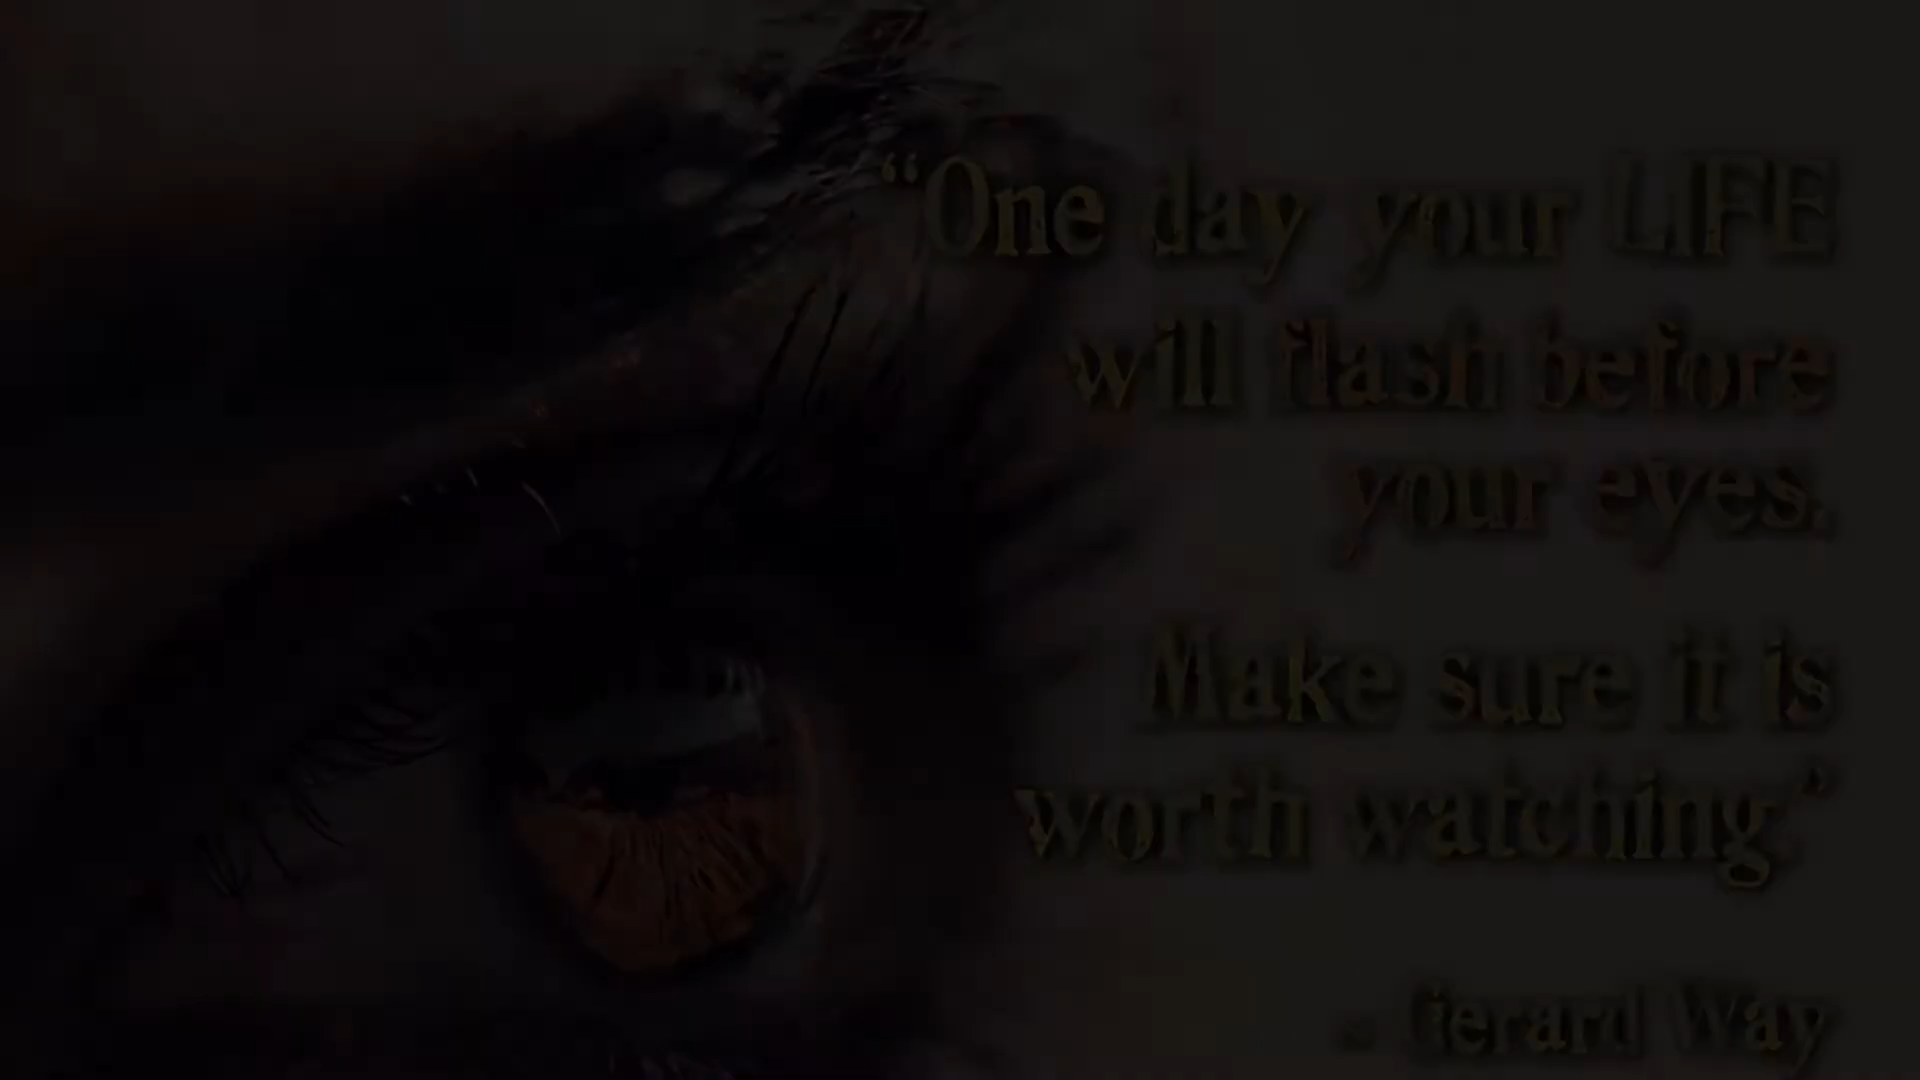 “One day your LIFE
will flash before
your eyes.
Make sure it is
worth watching.”
- Gerard Way